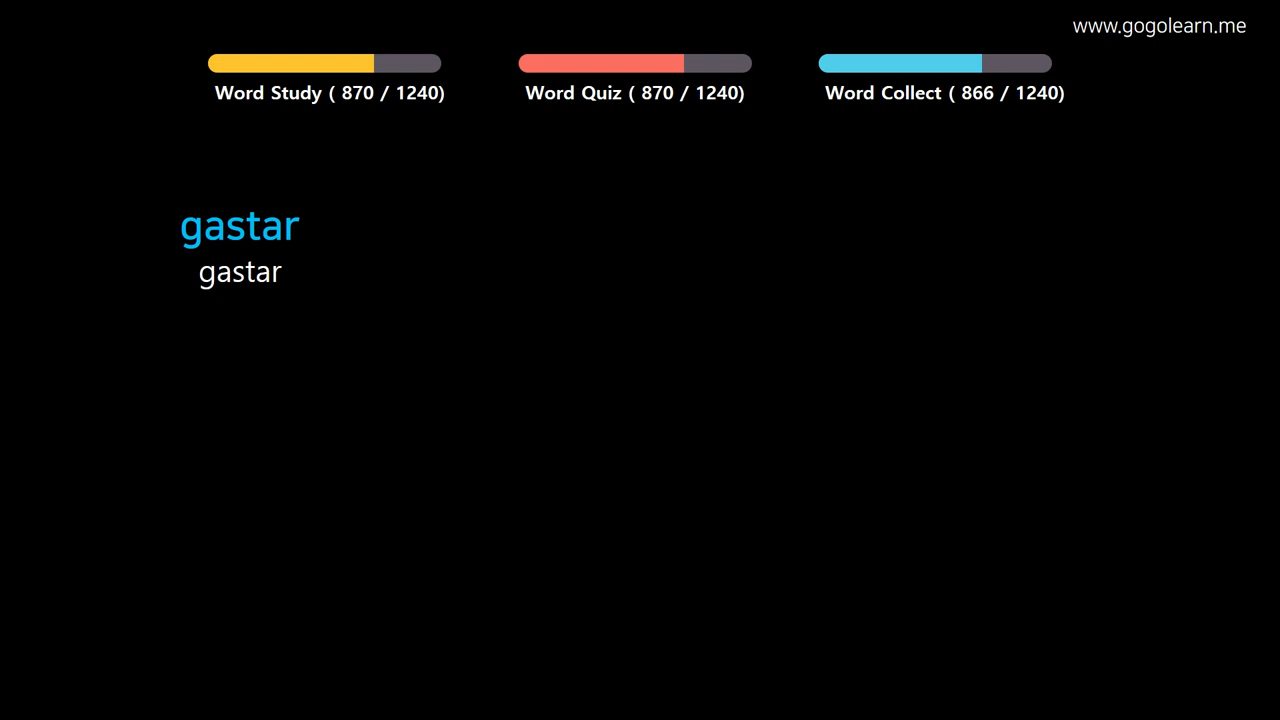 www.gogolearn.me
Word Study ( 870 / 1240)
Word Quiz ( 870 / 1240)
Word Collect ( 866 / 1240)
gastar
gastar